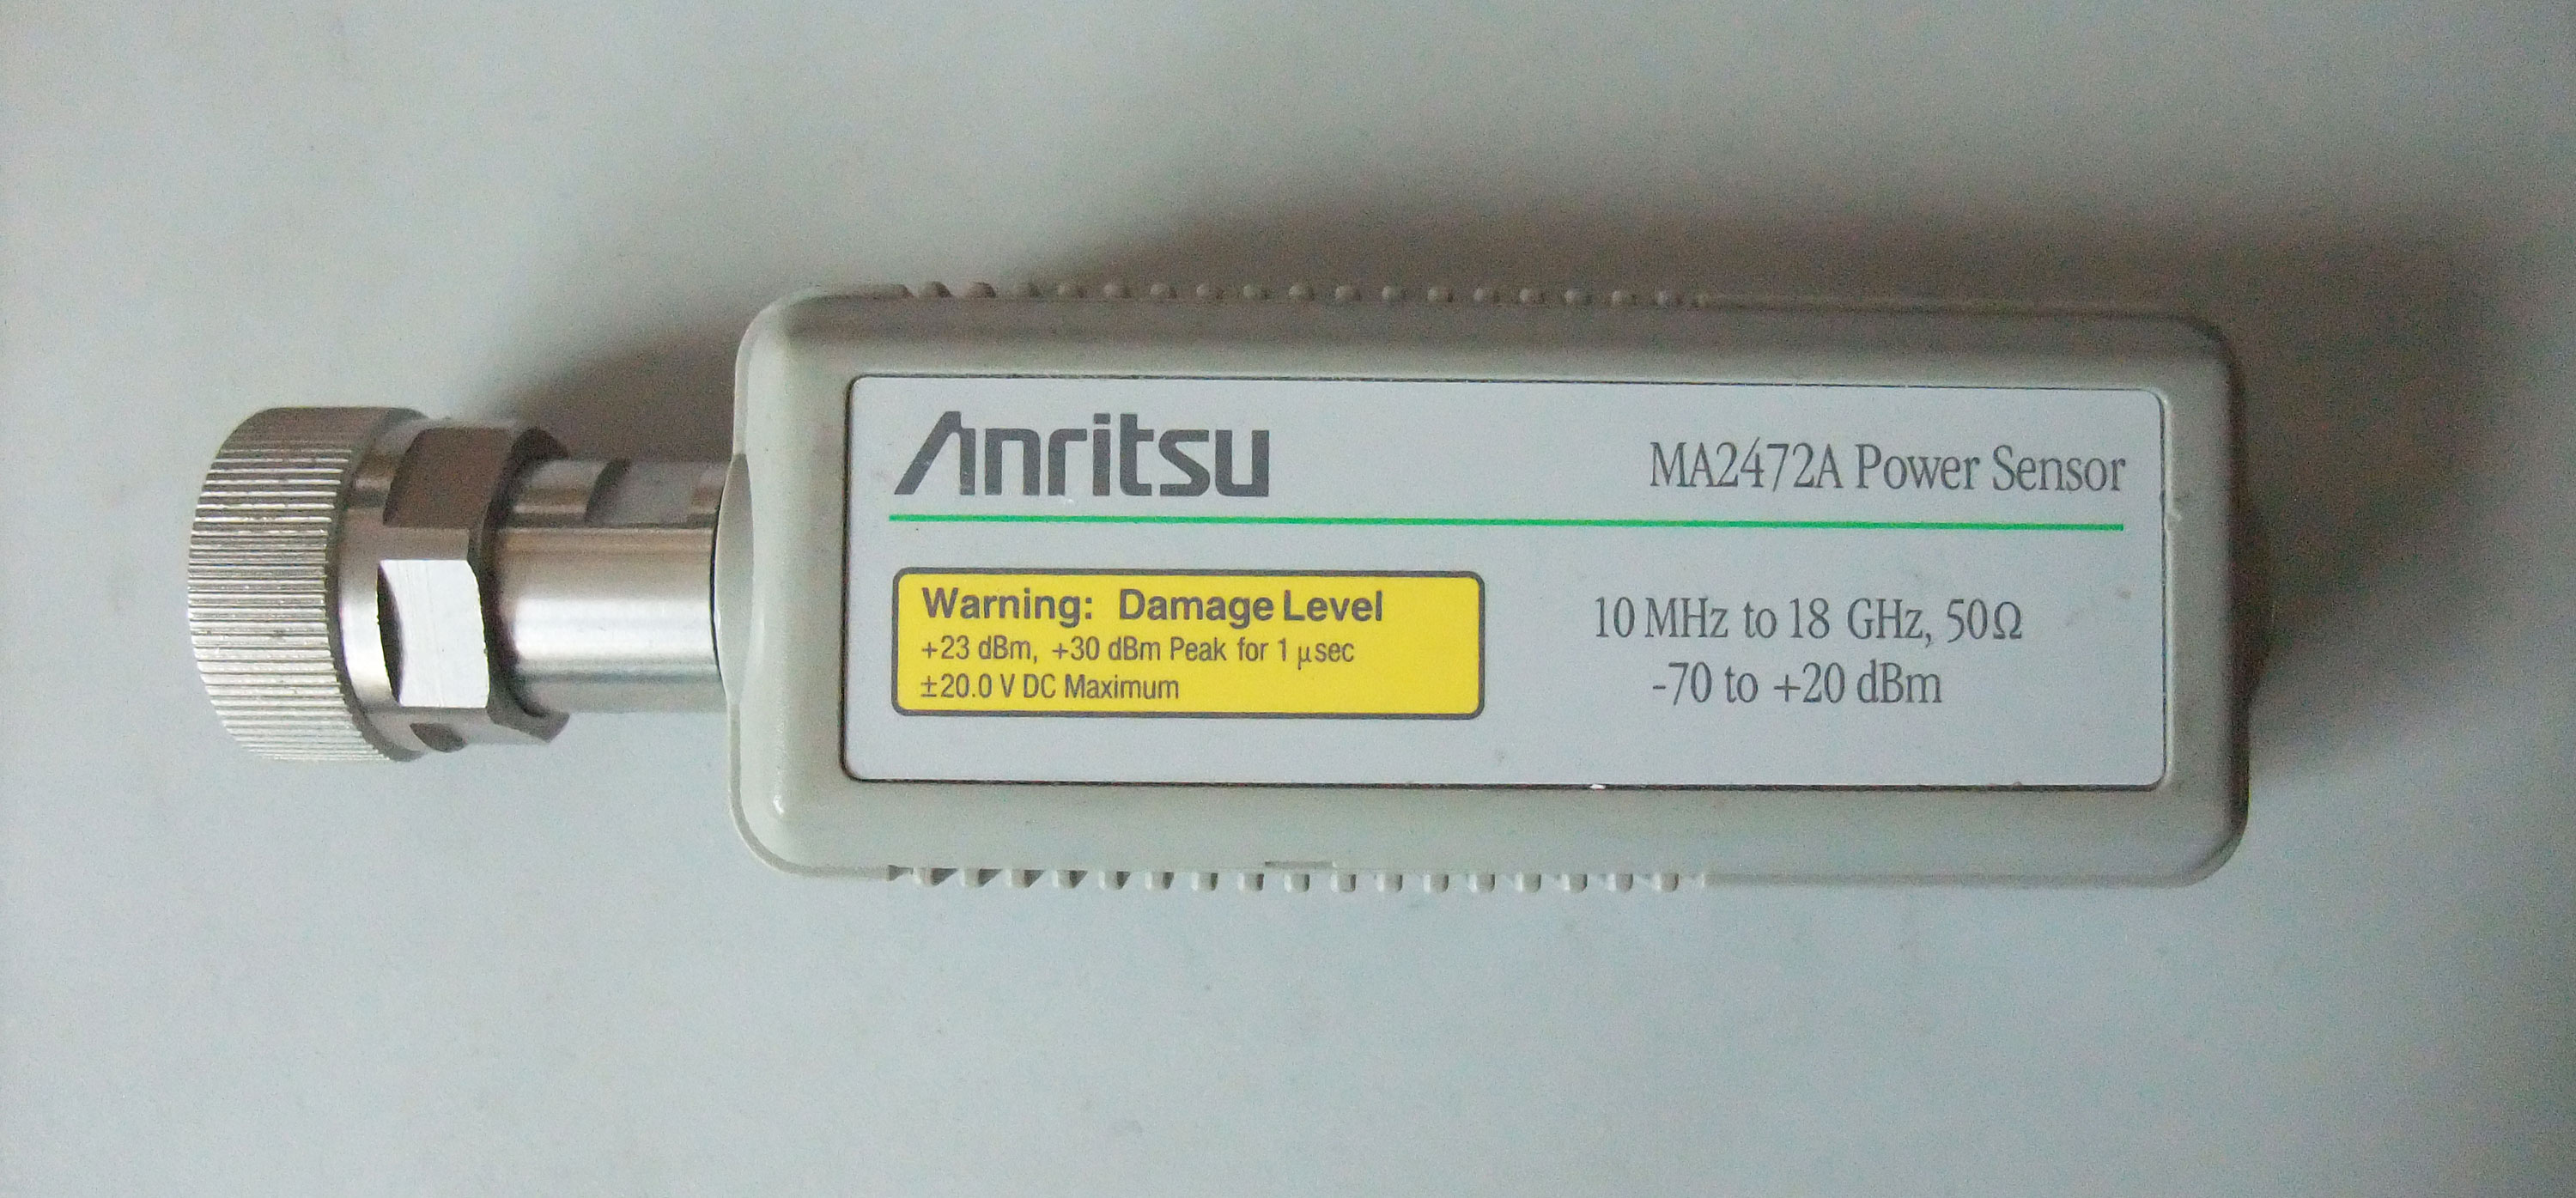 Anritsu
MA2472A Power Sensor
Warning: Damage Level
+23 dBm, +30 dBm Peak for 1 µsec
±20.0 V DC Maximum
10 MHz to 18 GHz, 50Ω
-70 to +20 dBm